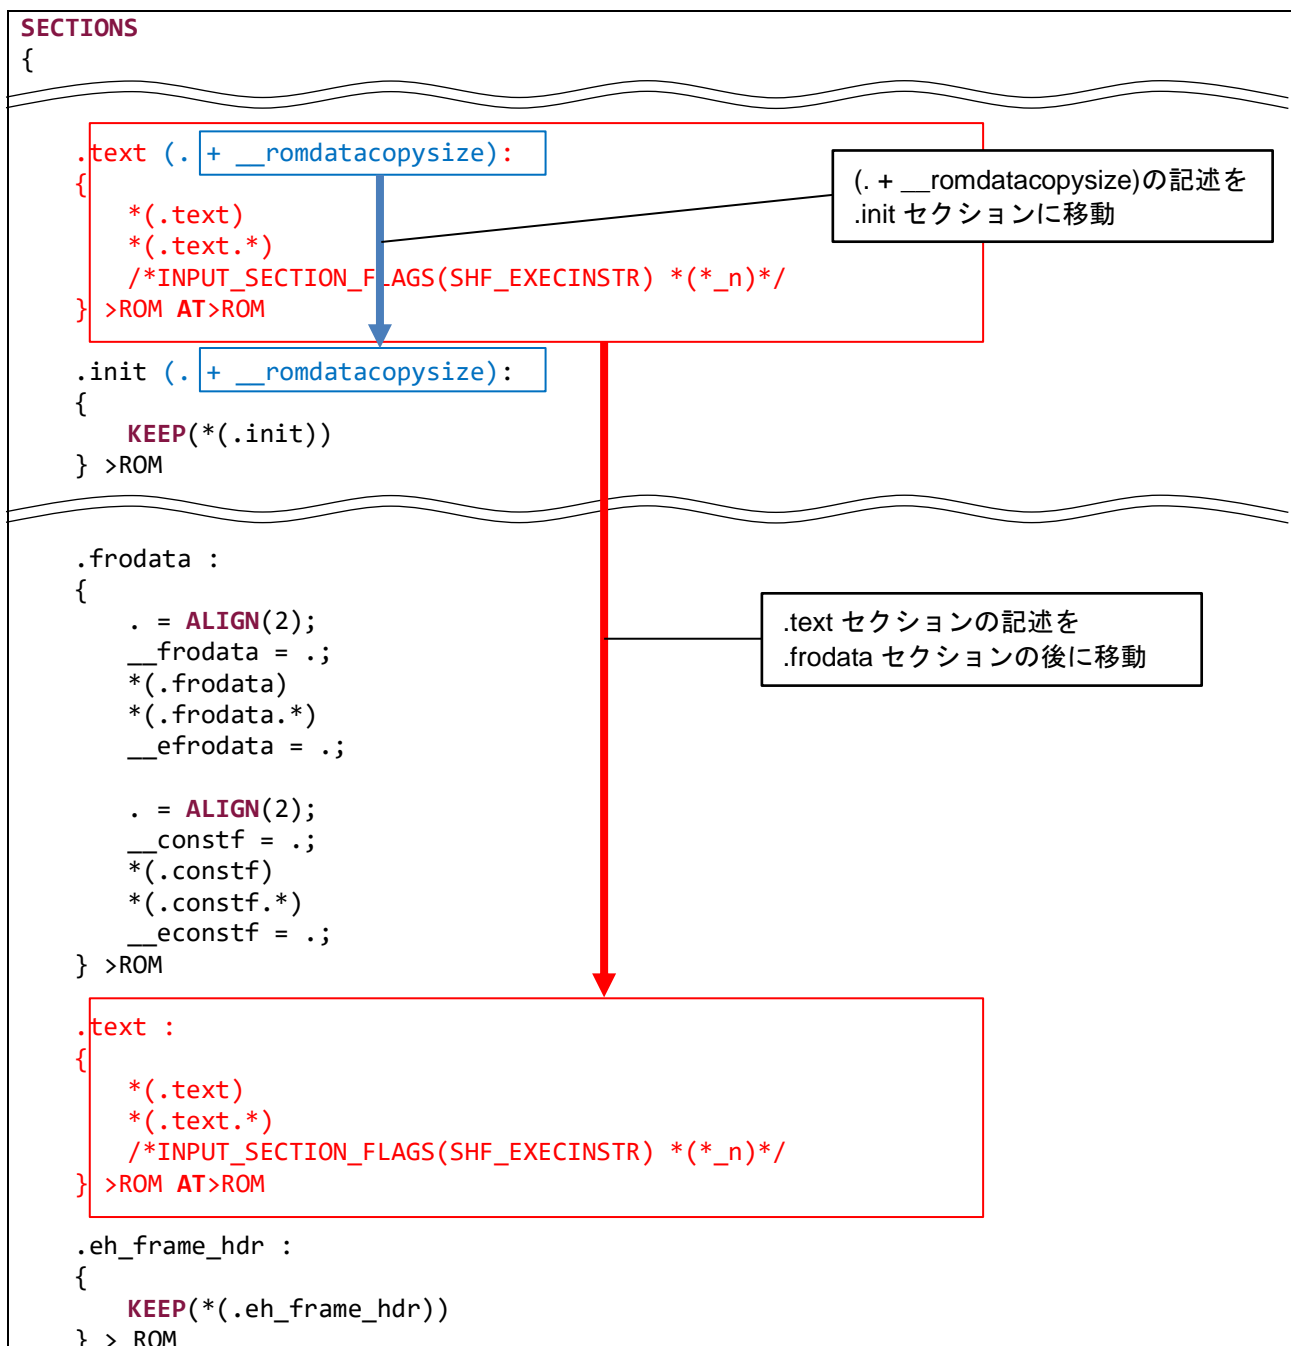 SECTIONS
{
.text (. + __romdatacopysize):
{
*(.text)
*(.text.*)
/*INPUT_SECTION_FLAGS(SHF_EXECINSTR) *(*_n)*/
} >ROM AT>ROM
(. + __romdatacopysize)の記述を
.init セクションに移動
.init (. + __romdatacopysize):
{
KEEP(*(.init))
} >ROM
.frodata :
{
. = ALIGN(2);
__frodata = .;
*(.frodata)
*(.frodata.*)
__efrodata = .;
. = ALIGN(2);
__constf = .;
*(.constf)
*(.constf.*)
__econstf = .;
} >ROM
.text セクションの記述を
.frodata セクションの後に移動
.text :
{
*(.text)
*(.text.*)
/*INPUT_SECTION_FLAGS(SHF_EXECINSTR) *(*_n)*/
} >ROM AT>ROM
.eh_frame_hdr :
{
KEEP(*(.eh_frame_hdr))
} > ROM